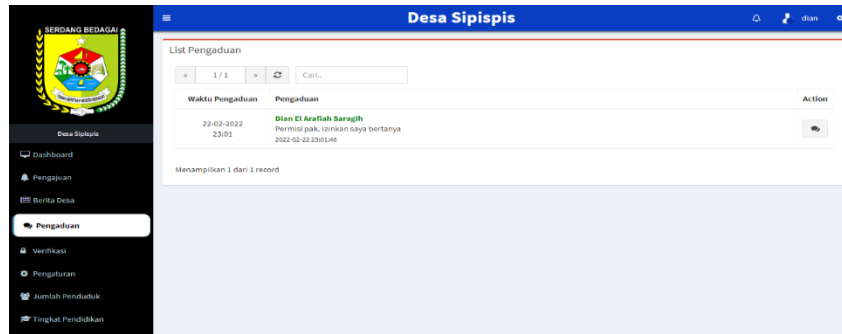 SERDANG BEDAGAI
Desa Sipispis
Dashboard
Pengajuan
Berita Desa
Pengaduan
Verifikasi
Pengaturan
Jumlah Penduduk
Tingkat Pendidikan
Desa Sipispis
dian
List Pengaduan
« 1 / 1 » Cari..
Waktu Pengaduan Pengaduan Action
22-02-2022
23:01
Dian El Arafiah Saragih
Permisi pak, Izinkan saya bertanya
2022-02-22 23:01:46
Menampilkan 1 dari 1 record